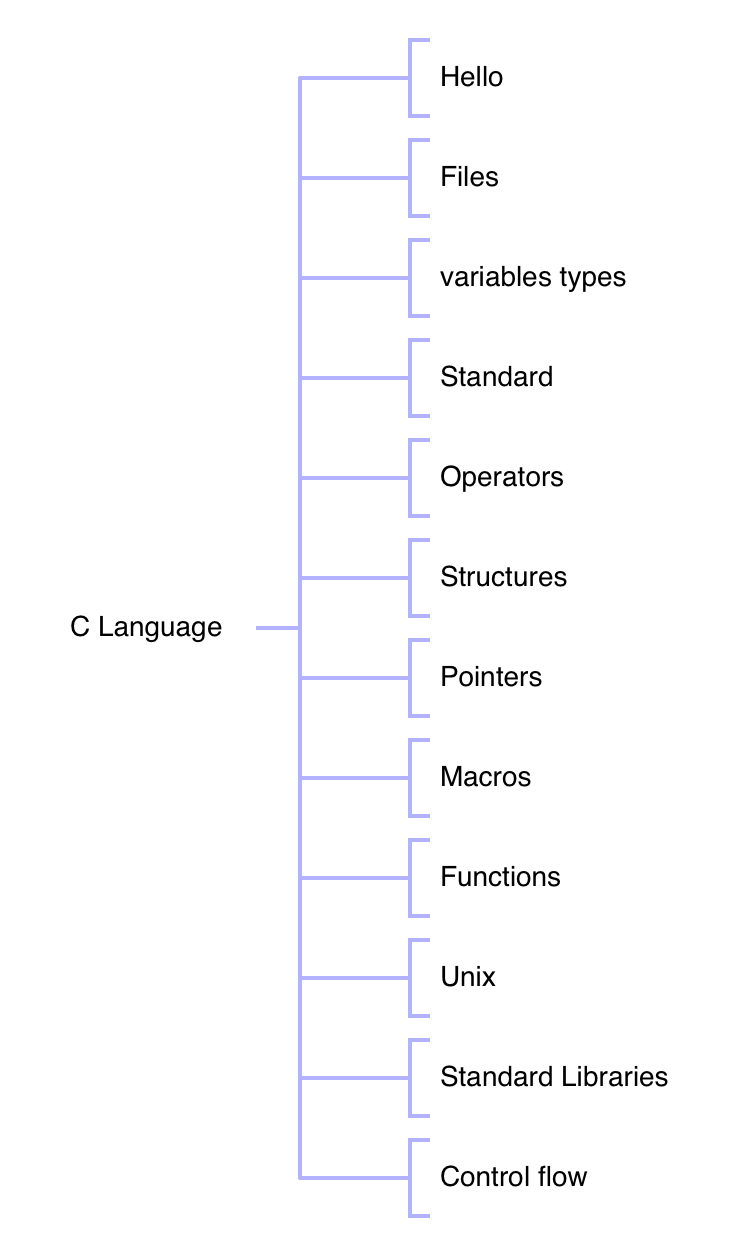 Hello
Files
variables types
Standard
Operators
Structures
C Language
Pointers
Macros
Functions
Unix
Standard Libraries
Control flow